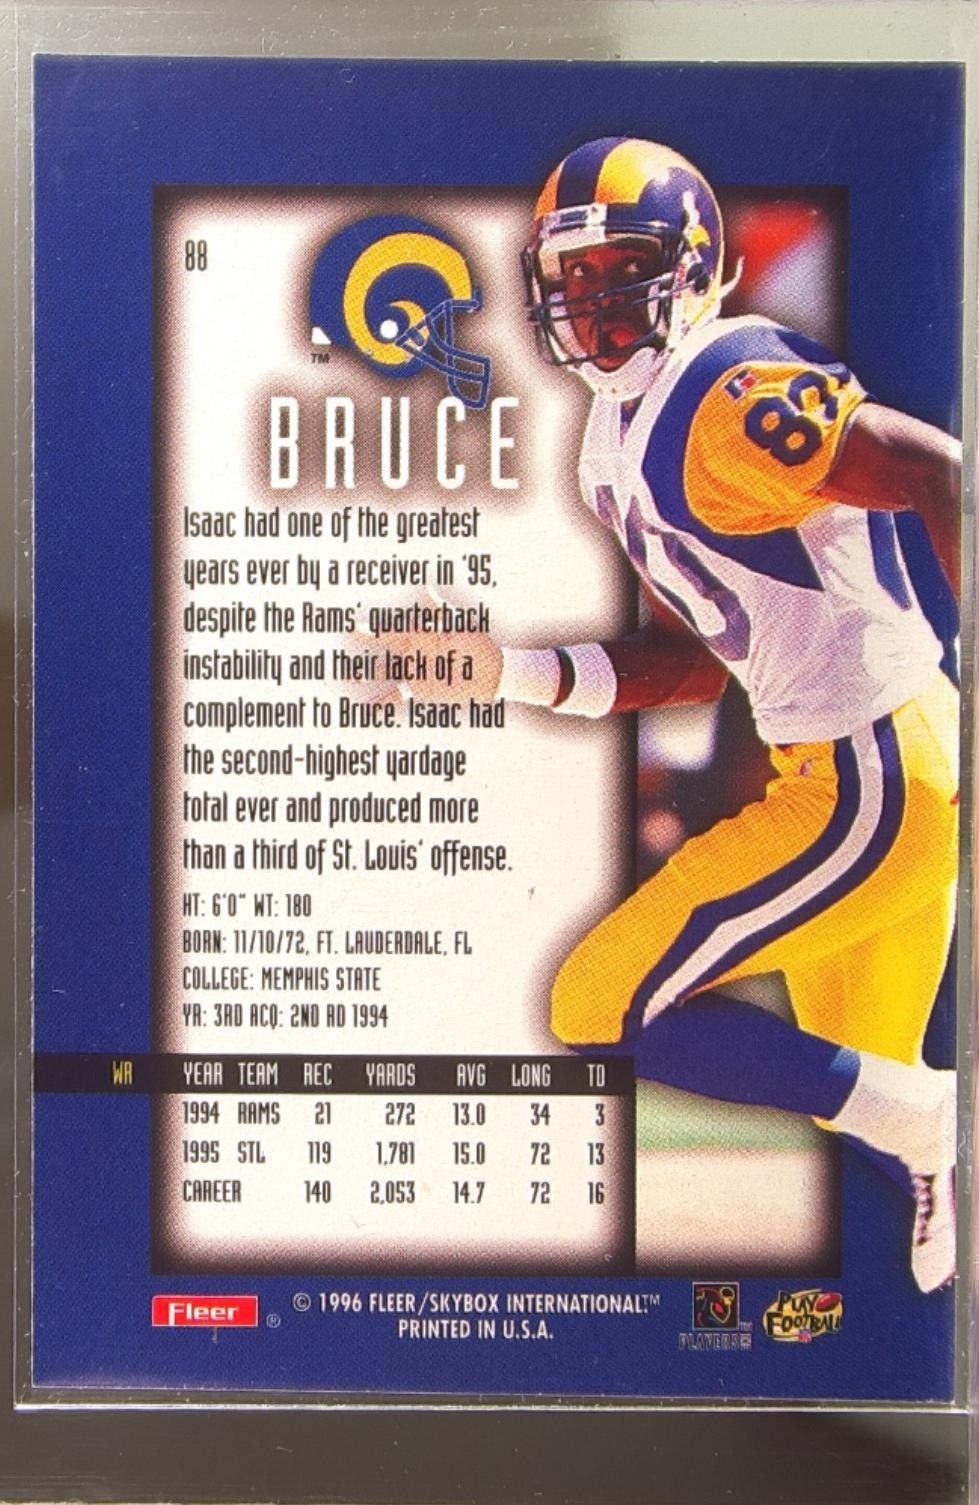 88
TM
BRUCE
Isaac had one of the greatest
years ever by a receiver in '95,
despite the Rams' quarterback
instability and their lack of a
complement to Bruce. Isaac had
the second-highest yardage
total ever and produced more
than a third of St. Louis' offense.
HT: 6'0" WT: 180
BORN: 11/10/72, FT. LAUDERDALE, FL
COLLEGE: MEMPHIS STATE
YR: 3RD ACQ: 2ND RD 1994
WR YEAR TEAM REC YARDS AVG LONG TD
1994 RAMS 21 272 13.0 34 3
1995 STL 119 1,781 15.0 72 13
CAREER 140 2,053 14.7 72 16
Fleer ® © 1996 FLEER/SKYBOX INTERNATIONAL.™
PRINTED IN U.S.A.
PLAYERS
PLAY
FOOTBALL